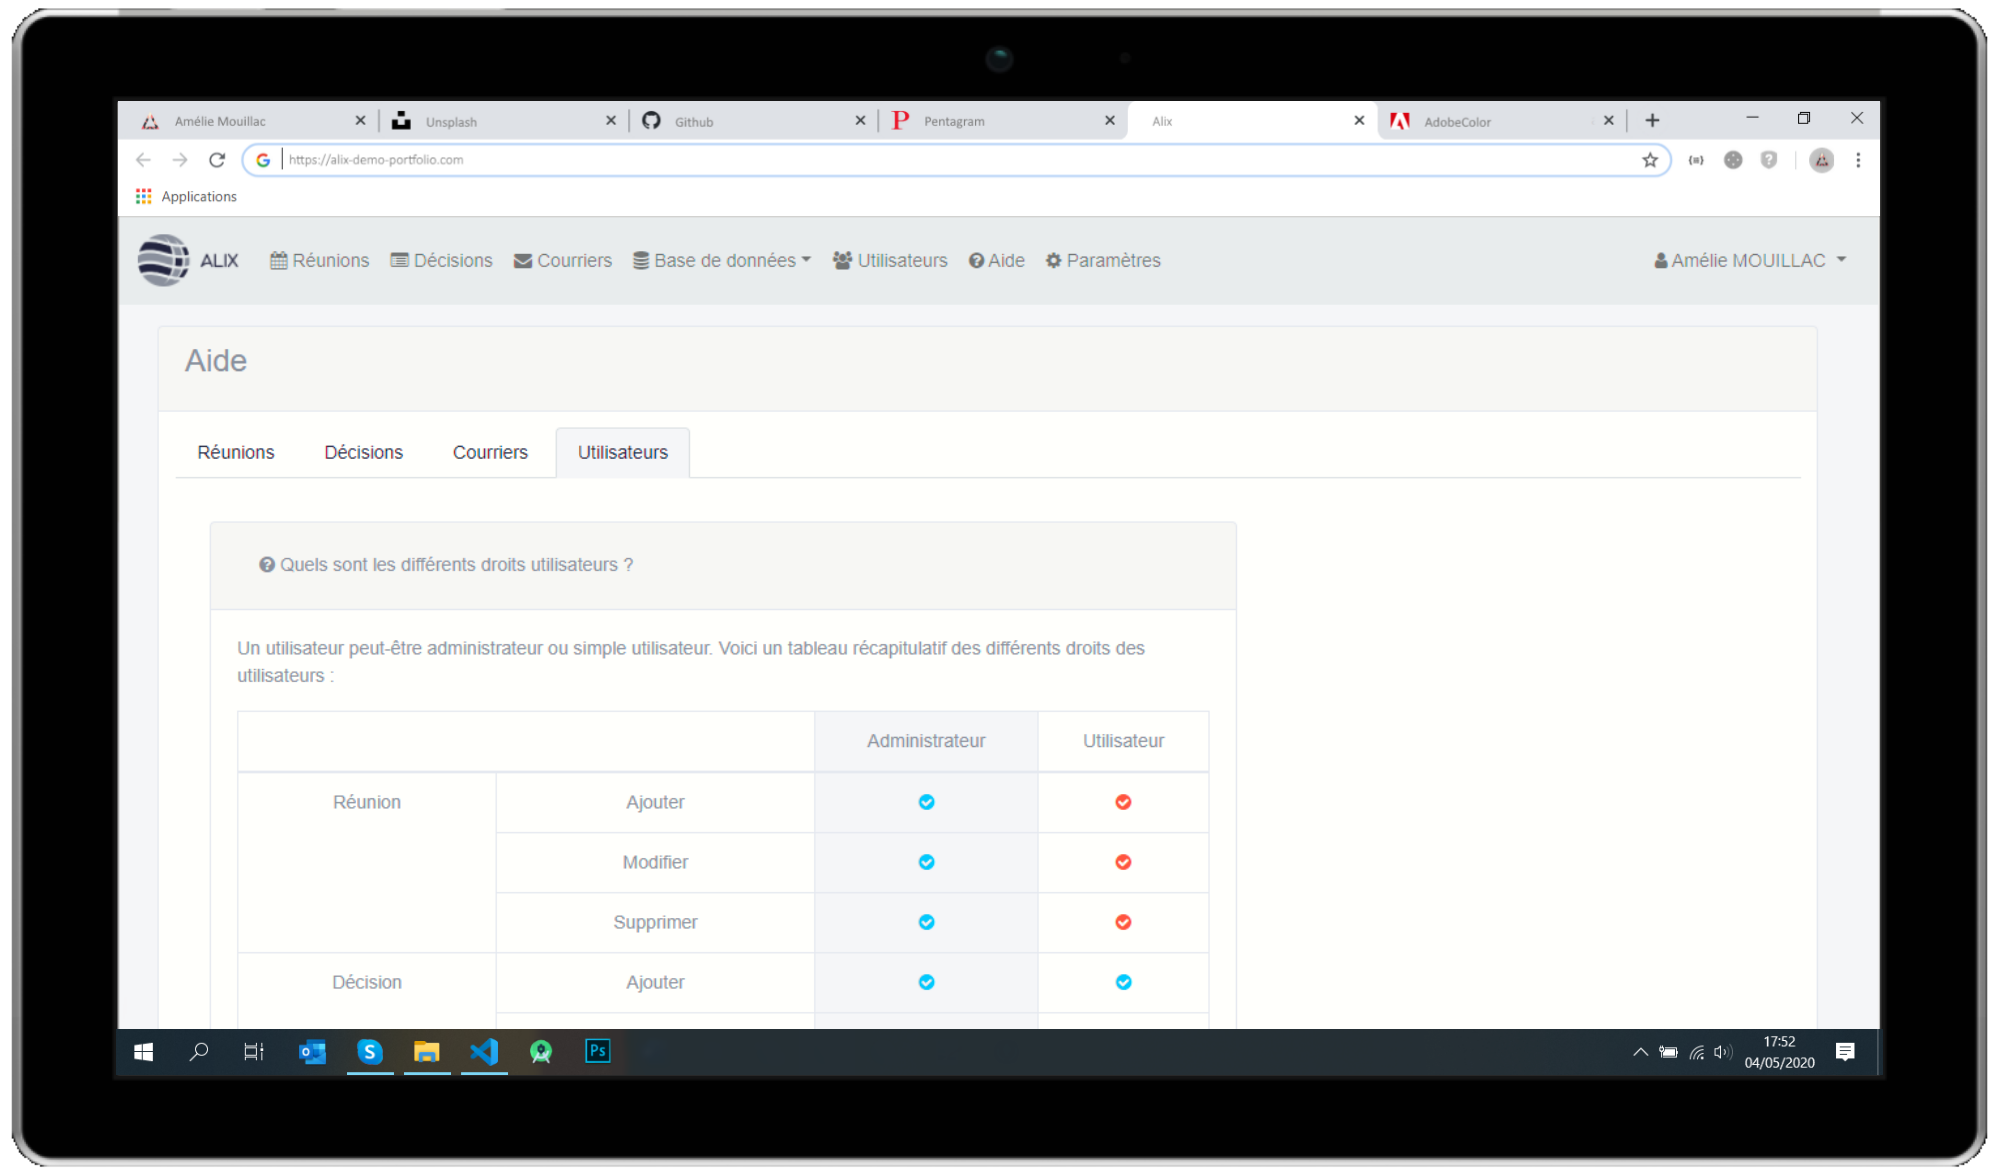 Amélie Mouillac
Unsplash
Github
P Pentagram
Alix
AdobeColor
G https://alix-demo-portfolio.com
Applications
ALIX Réunions Décisions Courriers Base de données Utilisateurs Aide Paramètres Amélie MOUILLAC
Aide
Réunions Décisions Courriers Utilisateurs
Quels sont les différents droits utilisateurs ?
Un utilisateur peut-être administrateur ou simple utilisateur. Voici un tableau récapitulatif des différents droits des
utilisateurs :
Administrateur Utilisateur
Réunion Ajouter
Modifier
Supprimer
Décision Ajouter
S
Ps
17:52
04/05/2020